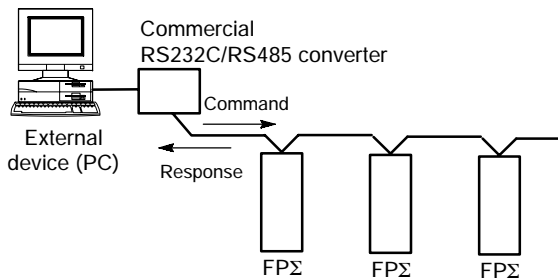 Commercial
RS232C/RS485 converter
Command
External
device (PC)
Response
FPΣ
FPΣ
FPΣ